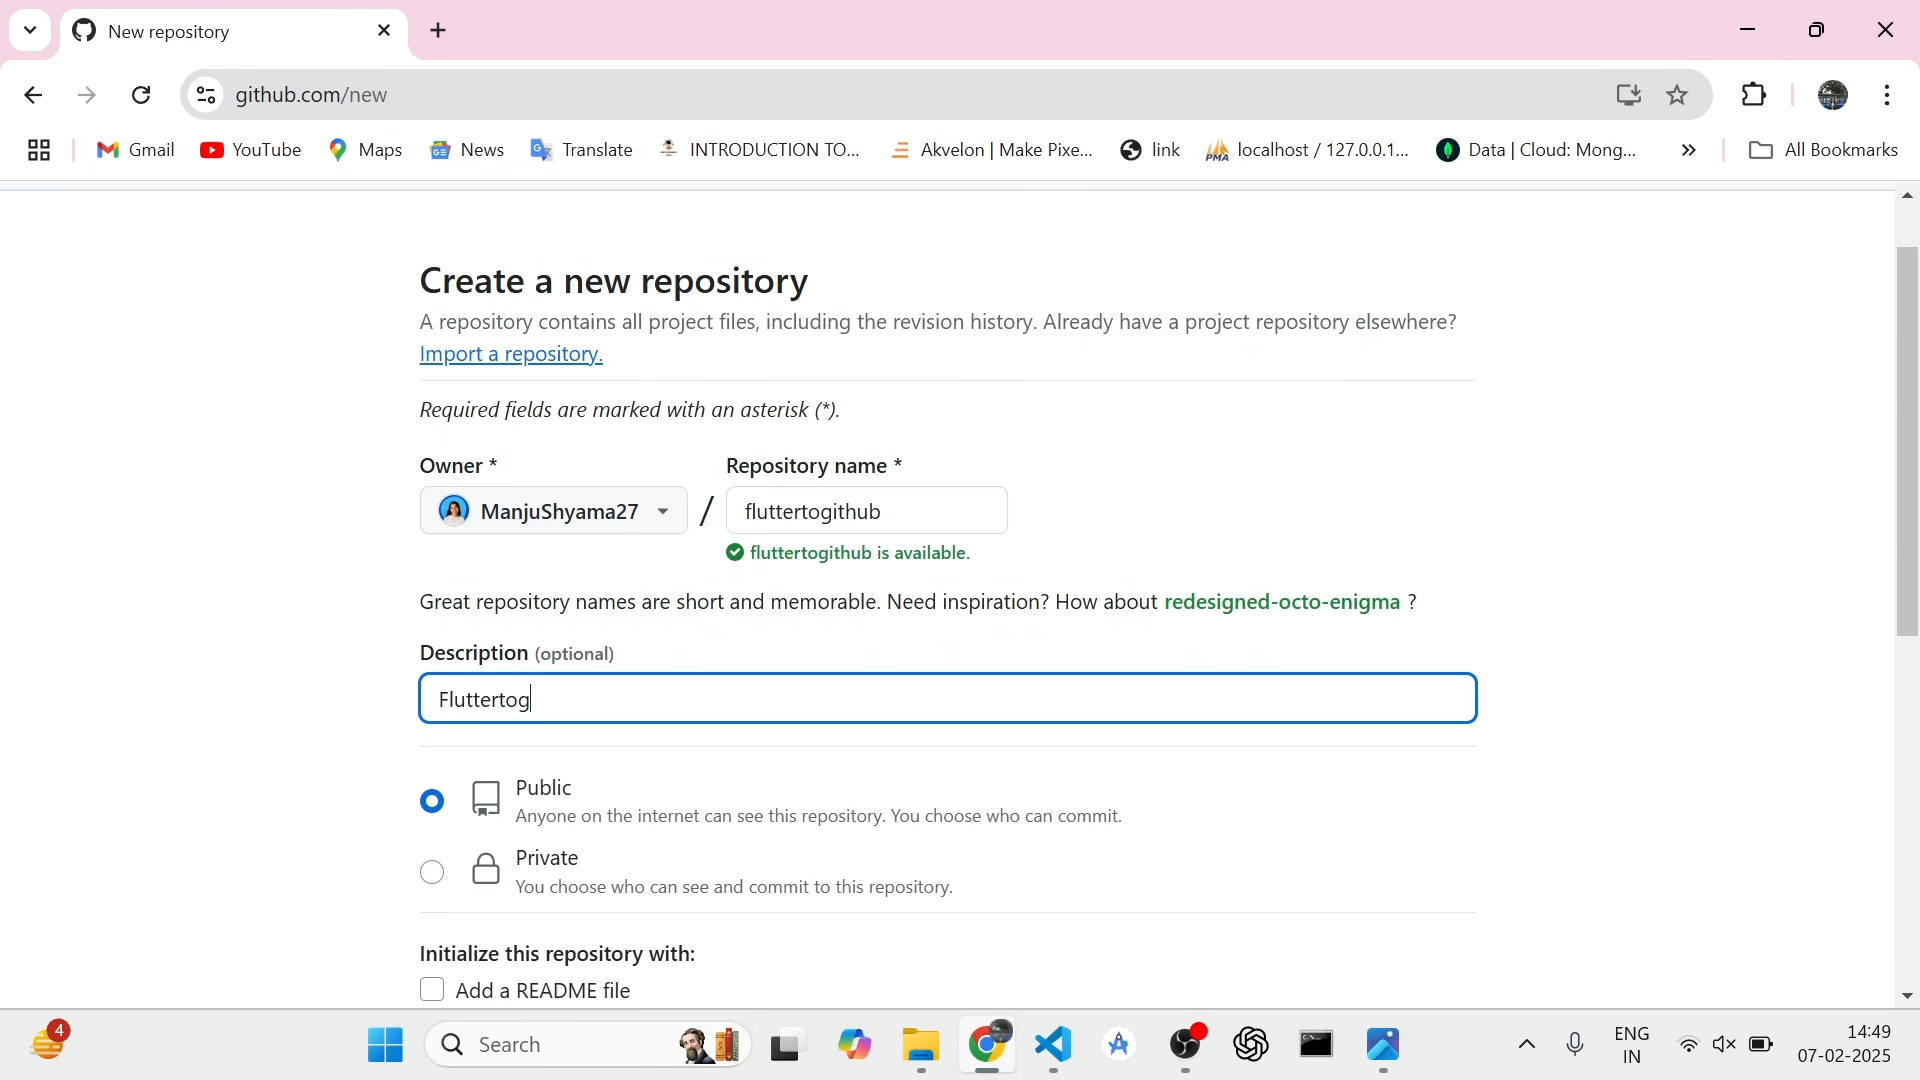 New repository
github.com/new
Gmail YouTube Maps News Translate INTRODUCTION TO... Akvelon | Make Pixe... link localhost / 127.0.0.1... Data | Cloud: Mong... » All Bookmarks
Create a new repository
A repository contains all project files, including the revision history. Already have a project repository elsewhere?
Import a repository.
Required fields are marked with an asterisk (*).
Owner * Repository name *
ManjuShyama27 / fluttertogithub
fluttertogithub is available.
Great repository names are short and memorable. Need inspiration? How about redesigned-octo-enigma ?
Description (optional)
Fluttertog
Public
Anyone on the internet can see this repository. You choose who can commit.
Private
You choose who can see and commit to this repository.
Initialize this repository with:
Add a README file
4 Search ENG 14:49
IN 07-02-2025